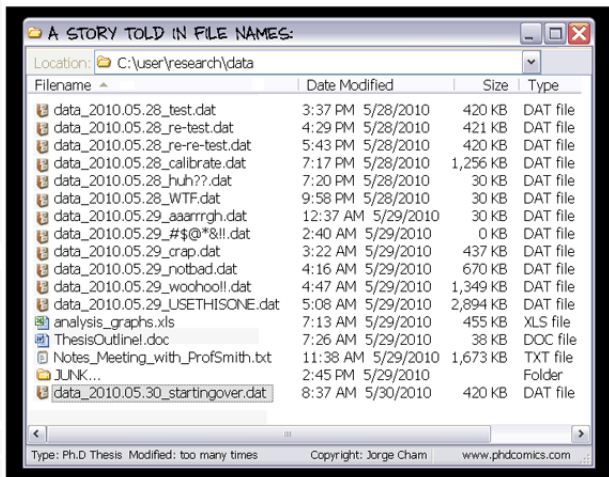 A STORY TOLD IN FILE NAMES:
Location: C:\user\research\data
Filename Date Modified Size Type
data_2010.05.28_test.dat 3:37 PM 5/28/2010 420 KB DAT file
data_2010.05.28_re-test.dat 4:29 PM 5/28/2010 421 KB DAT file
data_2010.05.28_re-re-test.dat 5:43 PM 5/28/2010 420 KB DAT file
data_2010.05.28_calibrate.dat 7:17 PM 5/28/2010 1,256 KB DAT file
data_2010.05.28_huh??.dat 7:20 PM 5/28/2010 30 KB DAT file
data_2010.05.28_WTF.dat 9:58 PM 5/28/2010 30 KB DAT file
data_2010.05.29_aaarrrgh.dat 12:37 AM 5/29/2010 30 KB DAT file
data_2010.05.29_#$@*&!!.dat 2:40 AM 5/29/2010 0 KB DAT file
data_2010.05.29_crap.dat 3:22 AM 5/29/2010 437 KB DAT file
data_2010.05.29_notbad.dat 4:16 AM 5/29/2010 670 KB DAT file
data_2010.05.29_woohoo!!.dat 4:47 AM 5/29/2010 1,349 KB DAT file
data_2010.05.29_USETHISONE.dat 5:08 AM 5/29/2010 2,894 KB DAT file
analysis_graphs.xls 7:13 AM 5/29/2010 455 KB XLS file
ThesisOutline!.doc 7:26 AM 5/29/2010 38 KB DOC file
Notes_Meeting_with_ProfSmith.txt 11:38 AM 5/29/2010 1,673 KB TXT file
JUNK... 2:45 PM 5/29/2010 Folder
data_2010.05.30_startingover.dat 8:37 AM 5/30/2010 420 KB DAT file
Type: Ph.D Thesis Modified: too many times Copyright: Jorge Cham www.phdcomics.com